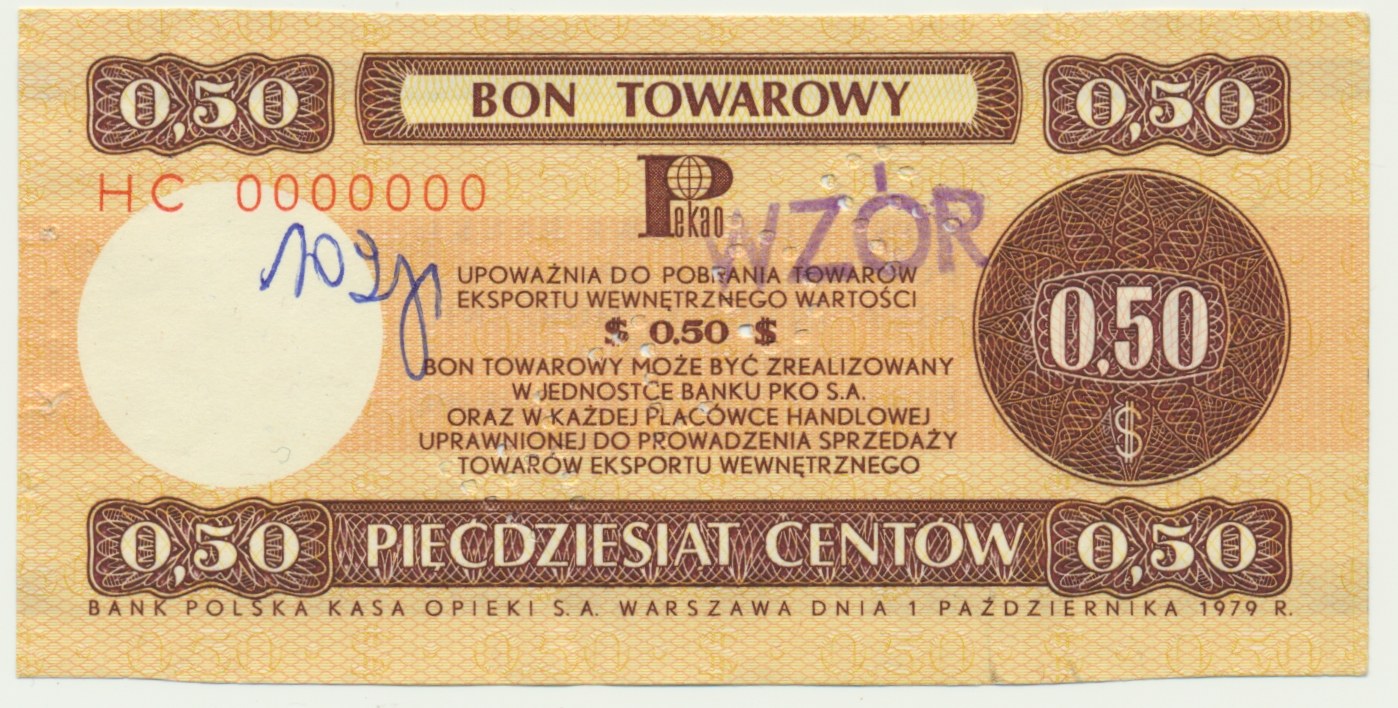 0,50 BON TOWAROWY 0,50
HC 0000000
Pekao
WZÓR
UPOWAŻNIA DO POBRANIA TOWARÓW
EKSPORTU WEWNĘTRZNEGO WARTOŚCI
$ 0.50 $
BON TOWAROWY MOŻE BYĆ ZREALIZOWANY
W JEDNOSTCE BANKU PKO S.A.
ORAZ W KAŻDEJ PLACÓWCE HANDLOWEJ
UPRAWNIONEJ DO PROWADZENIA SPRZEDAŻY
TOWARÓW EKSPORTU WEWNĘTRZNEGO
0,50
$
0,50 PIĘĆDZIESIĄT CENTÓW 0,50
BANK POLSKA KASA OPIEKI S.A. WARSZAWA DNIA 1 PAŹDZIERNIKA 1979 R.